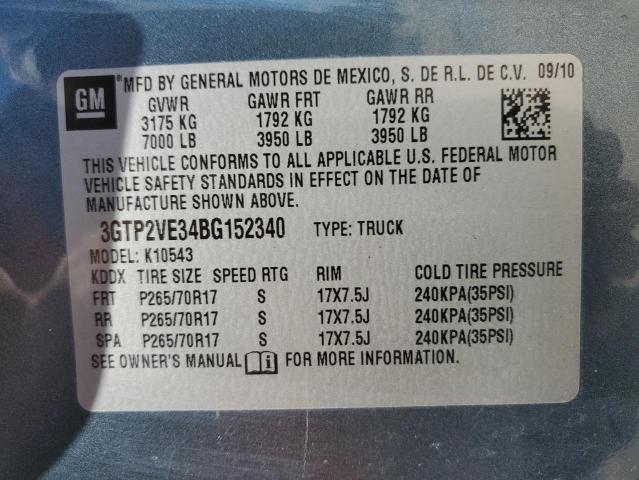 GM ®MFD BY GENERAL MOTORS DE MEXICO, S. DE R.L. DE C.V. 09/10
GVWR GAWR FRT GAWR RR
3175 KG 1792 KG 1792 KG
7000 LB 3950 LB 3950 LB
THIS VEHICLE CONFORMS TO ALL APPLICABLE U.S. FEDERAL MOTOR
VEHICLE SAFETY STANDARDS IN EFFECT ON THE DATE OF
MANUFACTURE SHOWN ABOVE.
3GTP2VE34BG152340 TYPE: TRUCK
MODEL: K10543
KDDX TIRE SIZE SPEED RTG RIM COLD TIRE PRESSURE
FRT P265/70R17 S 17X7.5J 240KPA(35PSI)
RR P265/70R17 S 17X7.5J 240KPA(35PSI)
SPA P265/70R17 S 17X7.5J 240KPA(35PSI)
SEE OWNER'S MANUAL i FOR MORE INFORMATION.